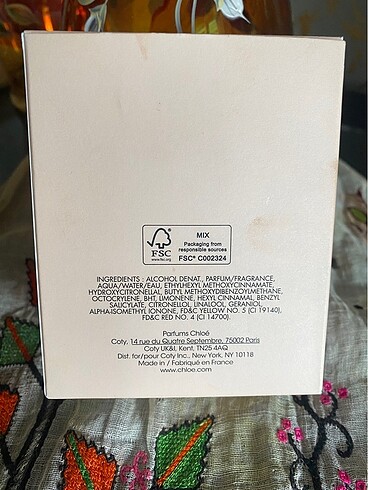 FSC
www.fsc.org
MIX
Packaging from
responsible sources
FSC® C002324
INGREDIENTS : ALCOHOL DENAT., PARFUM/FRAGRANCE,
AQUA/WATER/EAU, ETHYLHEXYL METHOXYCINNAMATE,
HYDROXYCITRONELLAL, BUTYL METHOXYDIBENZOYLMETHANE,
OCTOCRYLENE, BHT, LIMONENE, HEXYL CINNAMAL, BENZYL
SALICYLATE, CITRONELLOL, LINALOOL, GERANIOL,
ALPHA-ISOMETHYL IONONE, FD&C YELLOW NO. 5 (CI 19140),
FD&C RED NO. 4 (CI 14700).
Parfums Chloé
Coty, 14 rue du Quatre Septembre, 75002 Paris
Coty UK&I, Kent, TN25 4AQ
Dist. for/pour Coty Inc., New York, NY 10118
Made in / Fabriqué en France
www.chloe.com